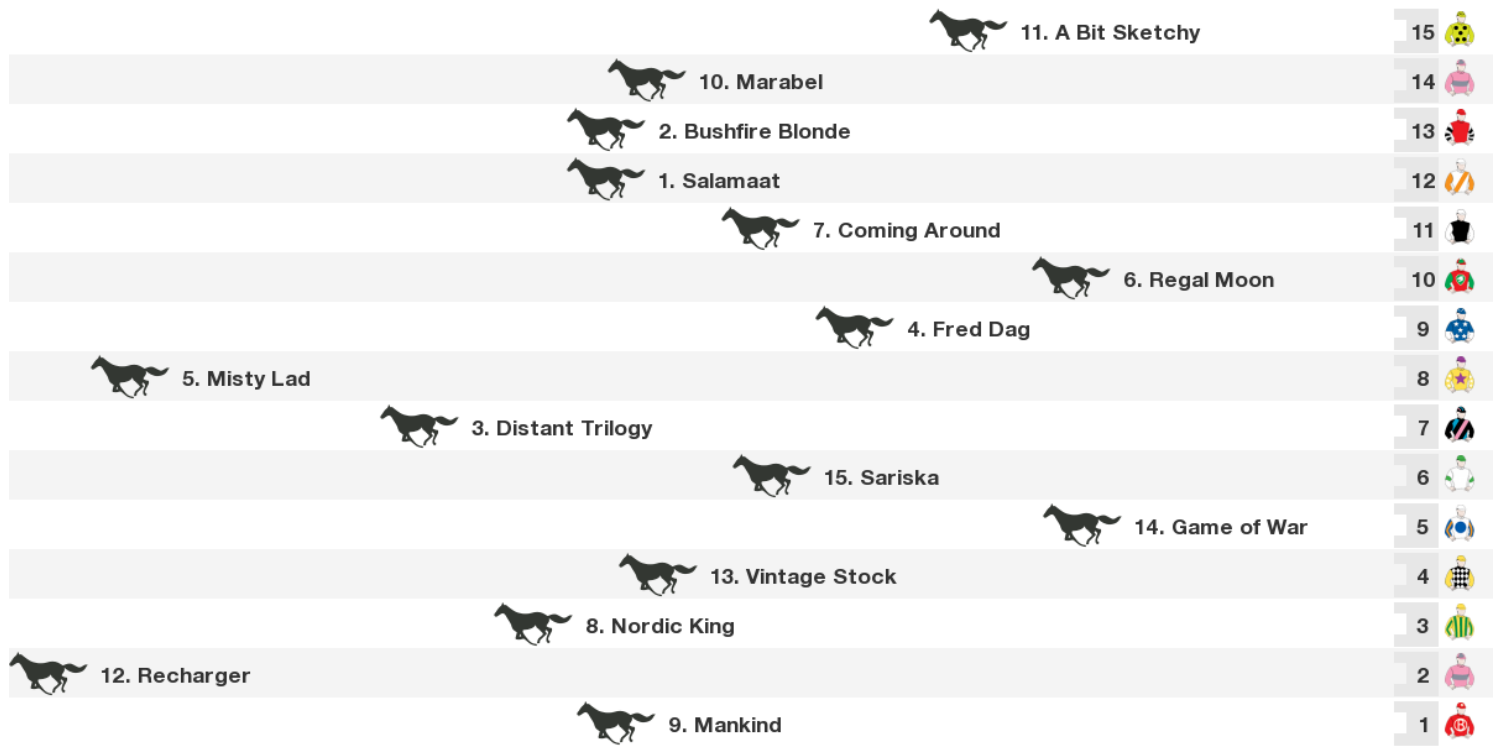 11. A Bit Sketchy 15
10. Marabel 14
2. Bushfire Blonde 13
1. Salamaat 12
7. Coming Around 11
6. Regal Moon 10
4. Fred Dag 9
5. Misty Lad 8
3. Distant Trilogy 7
15. Sariska 6
14. Game of War 5
13. Vintage Stock 4
8. Nordic King 3
12. Recharger 2
9. Mankind 1